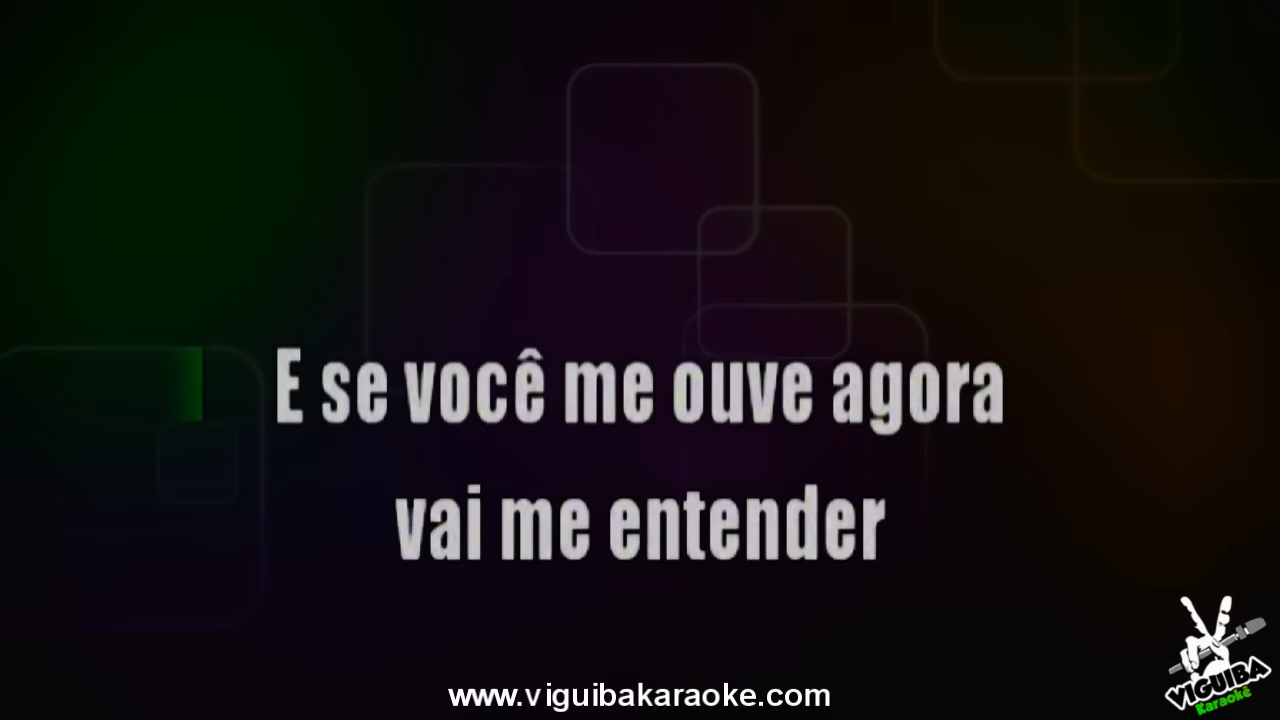 E se você me ouve agora
vai me entender
VIGUIBA
Karaokê
www.viguibakaraoke.com